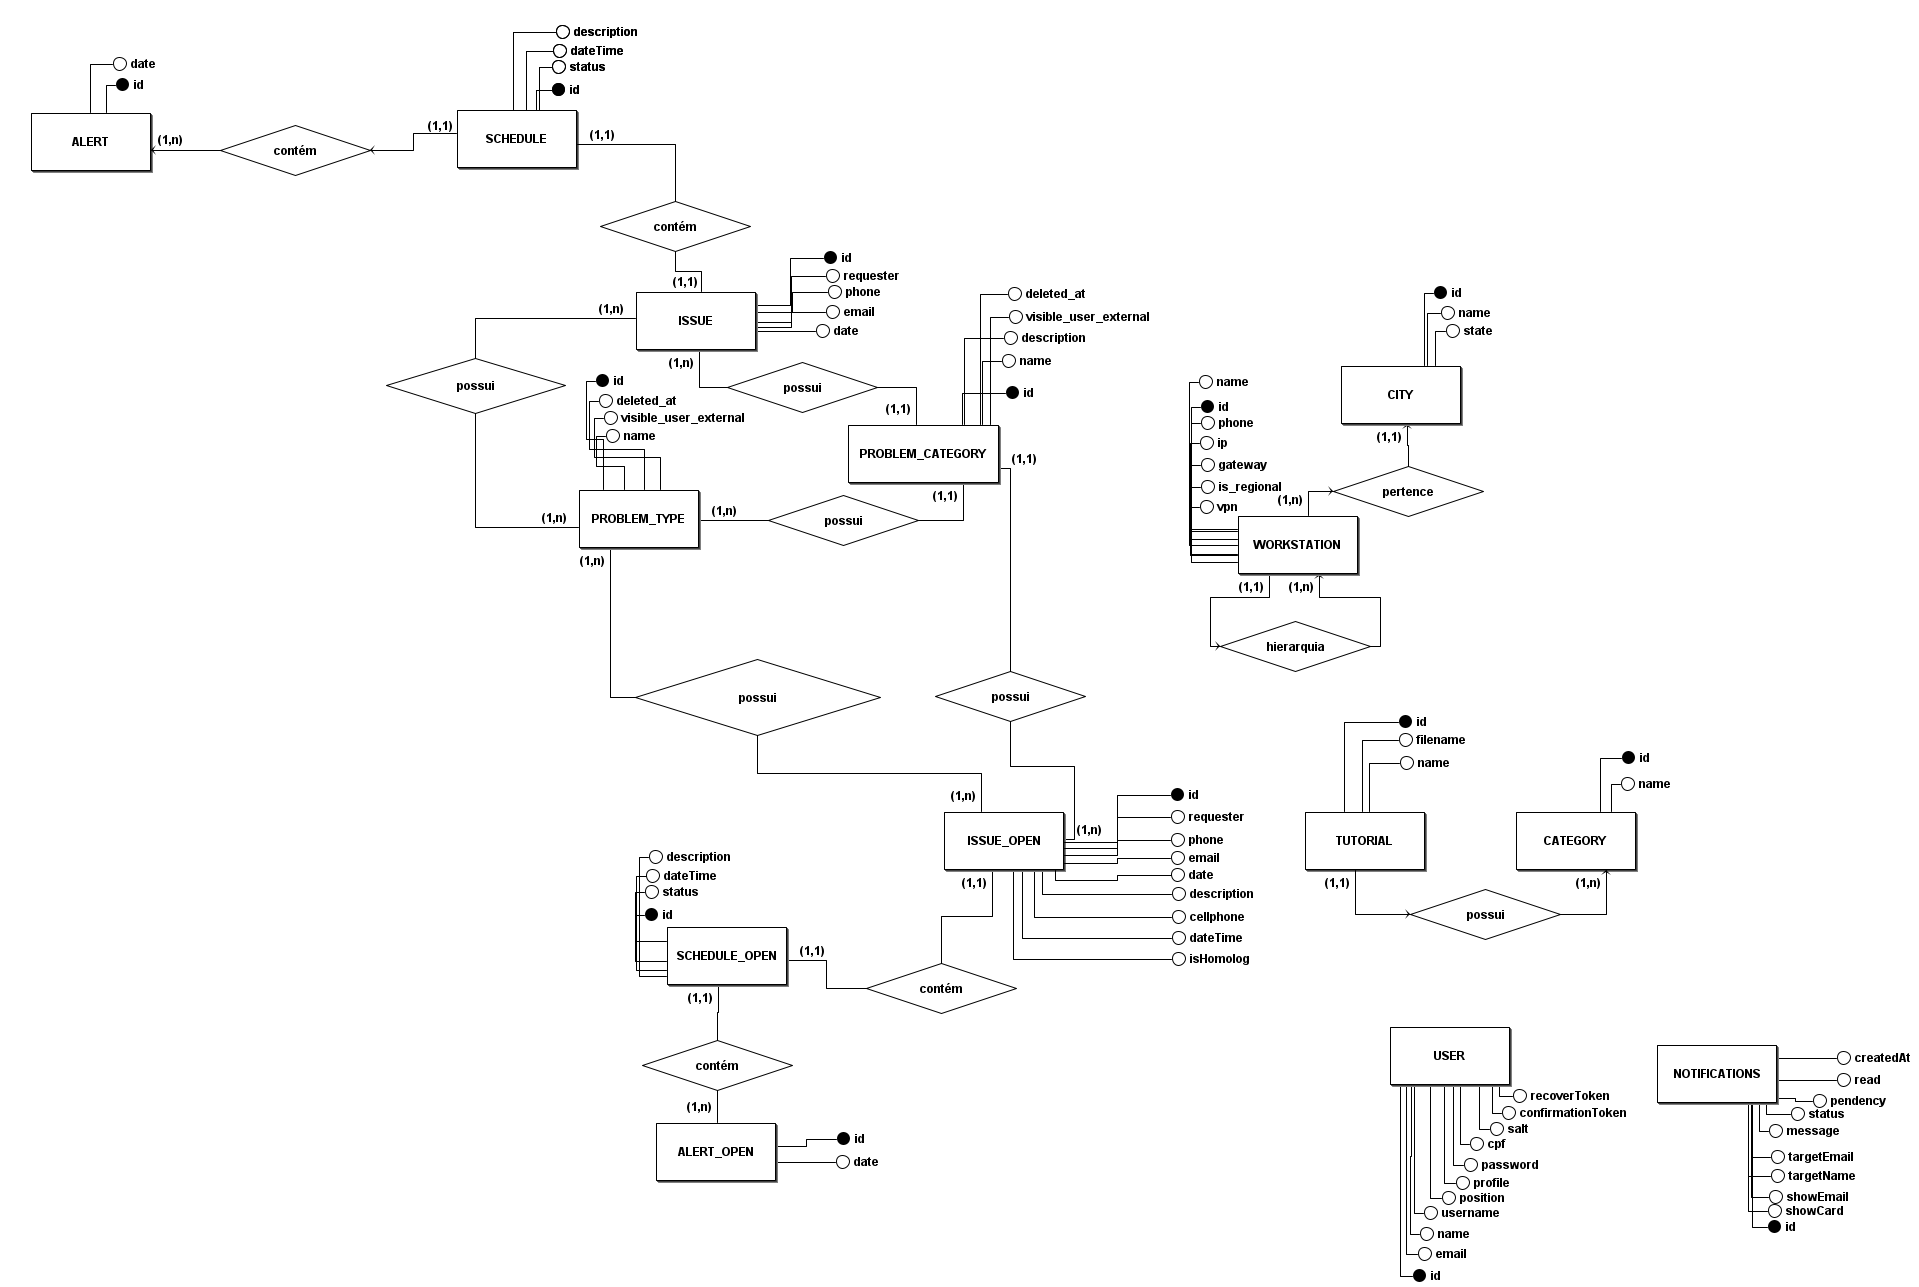 description
dateTime
status
id
date
id
ALERT
(1,n)
contém
(1,1)
SCHEDULE
(1,1)
contém
(1,1)
ISSUE
id
requester
phone
email
date
(1,n)
possui
(1,n)
(1,n)
possui
(1,1)
deleted_at
visible_user_external
description
name
id
PROBLEM_CATEGORY
(1,1)
(1,1)
id
deleted_at
visible_user_external
name
PROBLEM_TYPE
(1,n)
possui
(1,n)
possui
(1,n)
possui
(1,n)
id
name
state
CITY
(1,1)
pertence
(1,n)
name
id
phone
ip
gateway
is_regional
vpn
WORKSTATION
(1,1)
(1,n)
hierarquia
id
filename
name
TUTORIAL
(1,1)
possui
(1,n)
id
name
CATEGORY
ISSUE_OPEN
id
requester
phone
email
date
description
cellphone
dateTime
isHomolog
(1,1)
contém
(1,1)
description
dateTime
status
id
SCHEDULE_OPEN
(1,1)
contém
(1,n)
ALERT_OPEN
id
date
USER
recoverToken
confirmationToken
salt
cpf
password
profile
position
username
name
email
id
NOTIFICATIONS
createdAt
read
pendency
status
message
targetEmail
targetName
showEmail
showCard
id